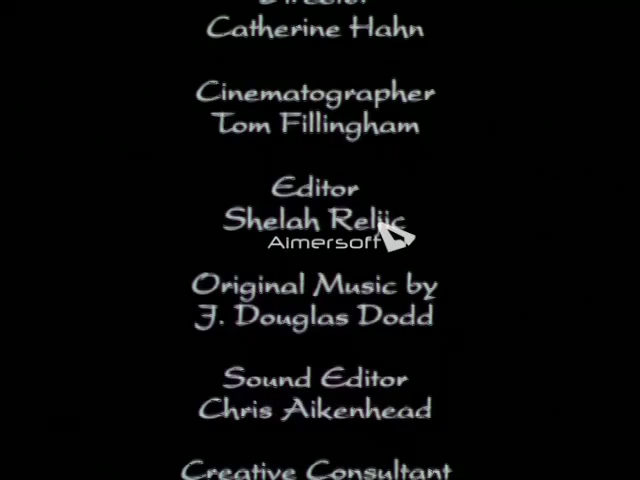 Director
Catherine Hahn
Cinematographer
Tom Fillingham
Editor
Shelah Reljic
Aimersoft
Original Music by
J. Douglas Dodd
Sound Editor
Chris Aikenhead
Creative Consultant